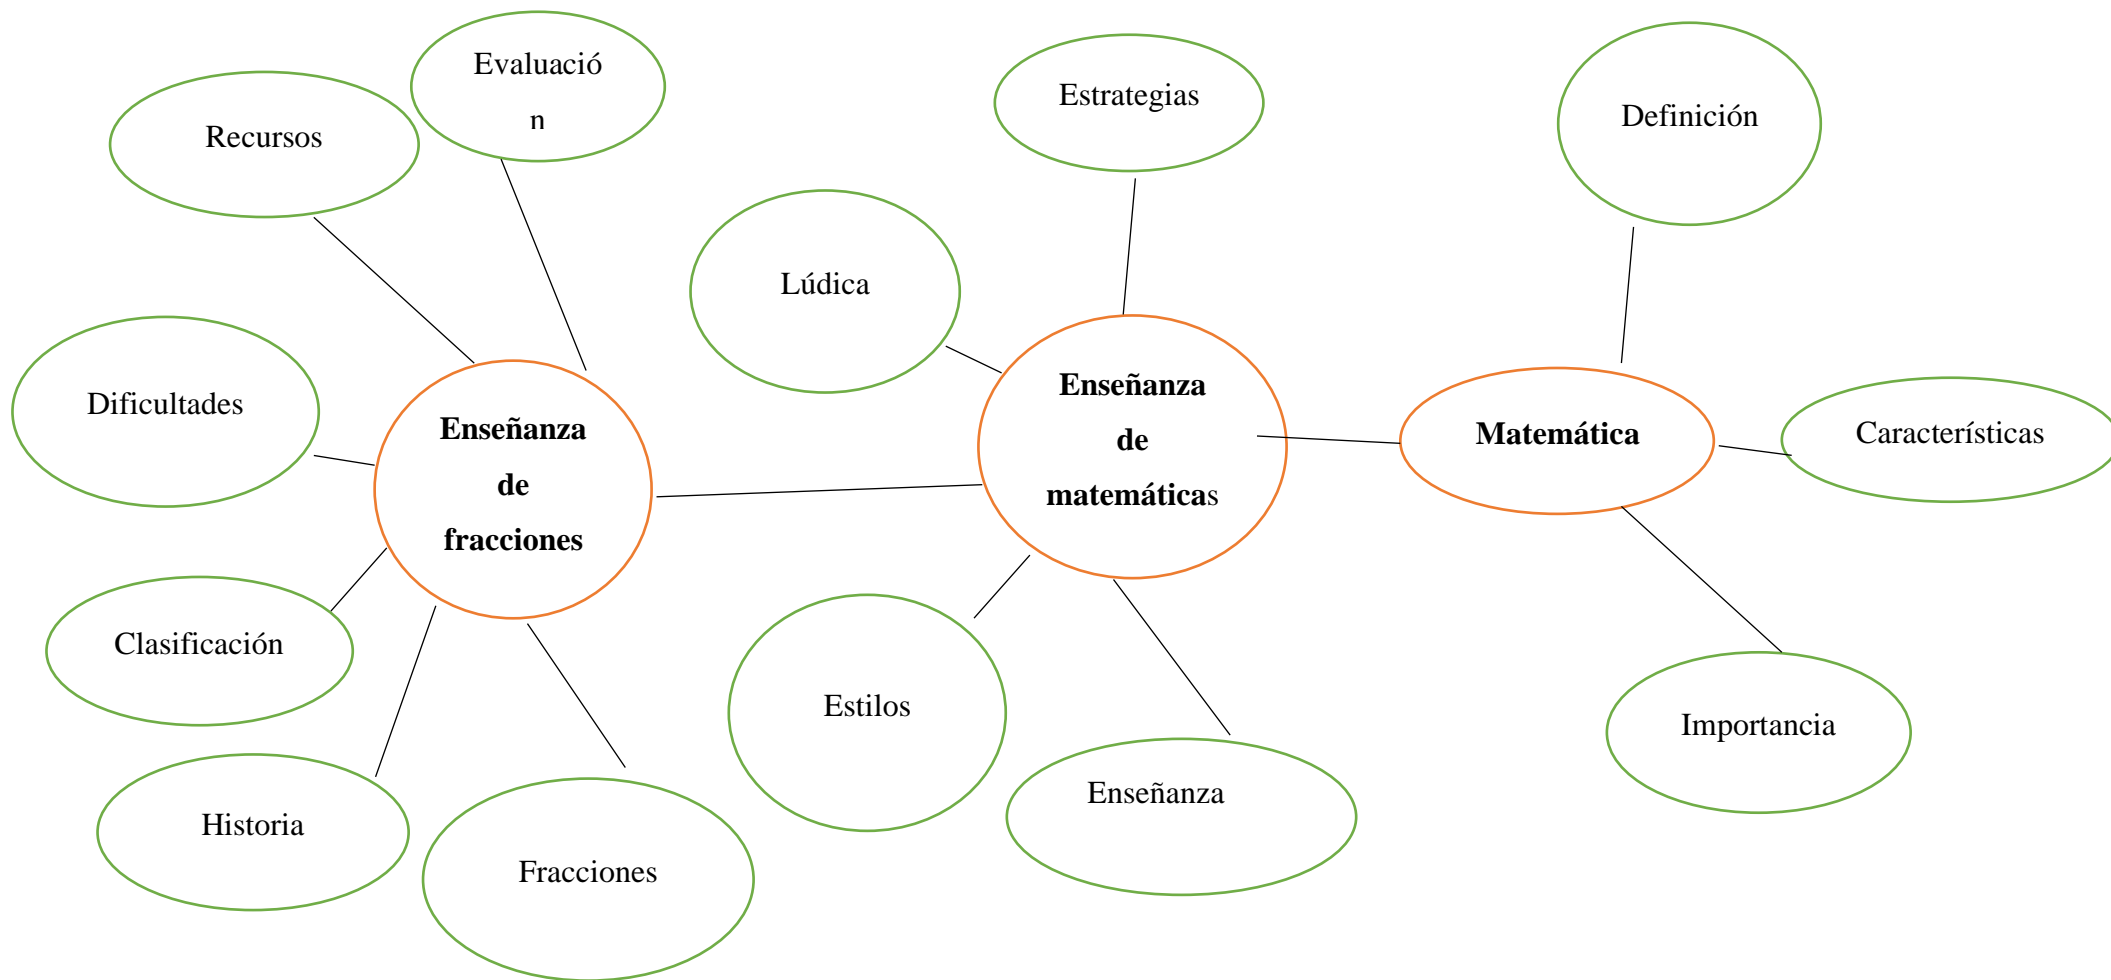 Evaluació
n
Recursos
Estrategias
Definición
Lúdica
Dificultades
Enseñanza
de
fracciones
Enseñanza
de
matemáticas
Matemática
Características
Clasificación
Estilos
Importancia
Enseñanza
Historia
Fracciones